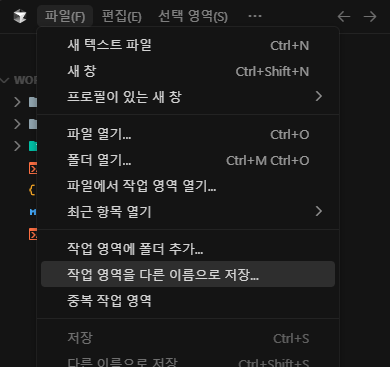 파일(F) 편집(E) 선택 영역(S) ···
새 텍스트 파일 Ctrl+N
새 창 Ctrl+Shift+N
프로필이 있는 새 창
WOR
파일 열기... Ctrl+O
폴더 열기... Ctrl+M Ctrl+O
파일에서 작업 영역 열기...
최근 항목 열기
작업 영역에 폴더 추가...
작업 영역을 다른 이름으로 저장...
중복 작업 영역
저장 Ctrl+S
다른 이름으로 저장 Ctrl+Shift+S